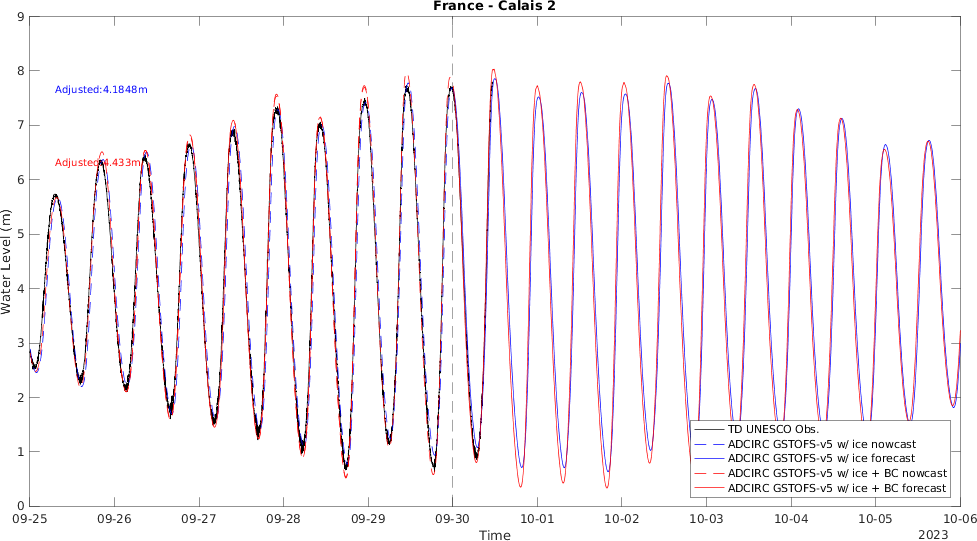 France - Calais 2
9
8
7
6
5
4
3
2
1
0
Water Level (m)
Adjusted:4.1848m
Adjusted:4.433m
TD UNESCO Obs.
ADCIRC GSTOFS-v5 w/ ice nowcast
ADCIRC GSTOFS-v5 w/ ice forecast
ADCIRC GSTOFS-v5 w/ ice + BC nowcast
ADCIRC GSTOFS-v5 w/ ice + BC forecast
09-25 09-26 09-27 09-28 09-29 09-30 10-01 10-02 10-03 10-04 10-05 10-06
Time
2023